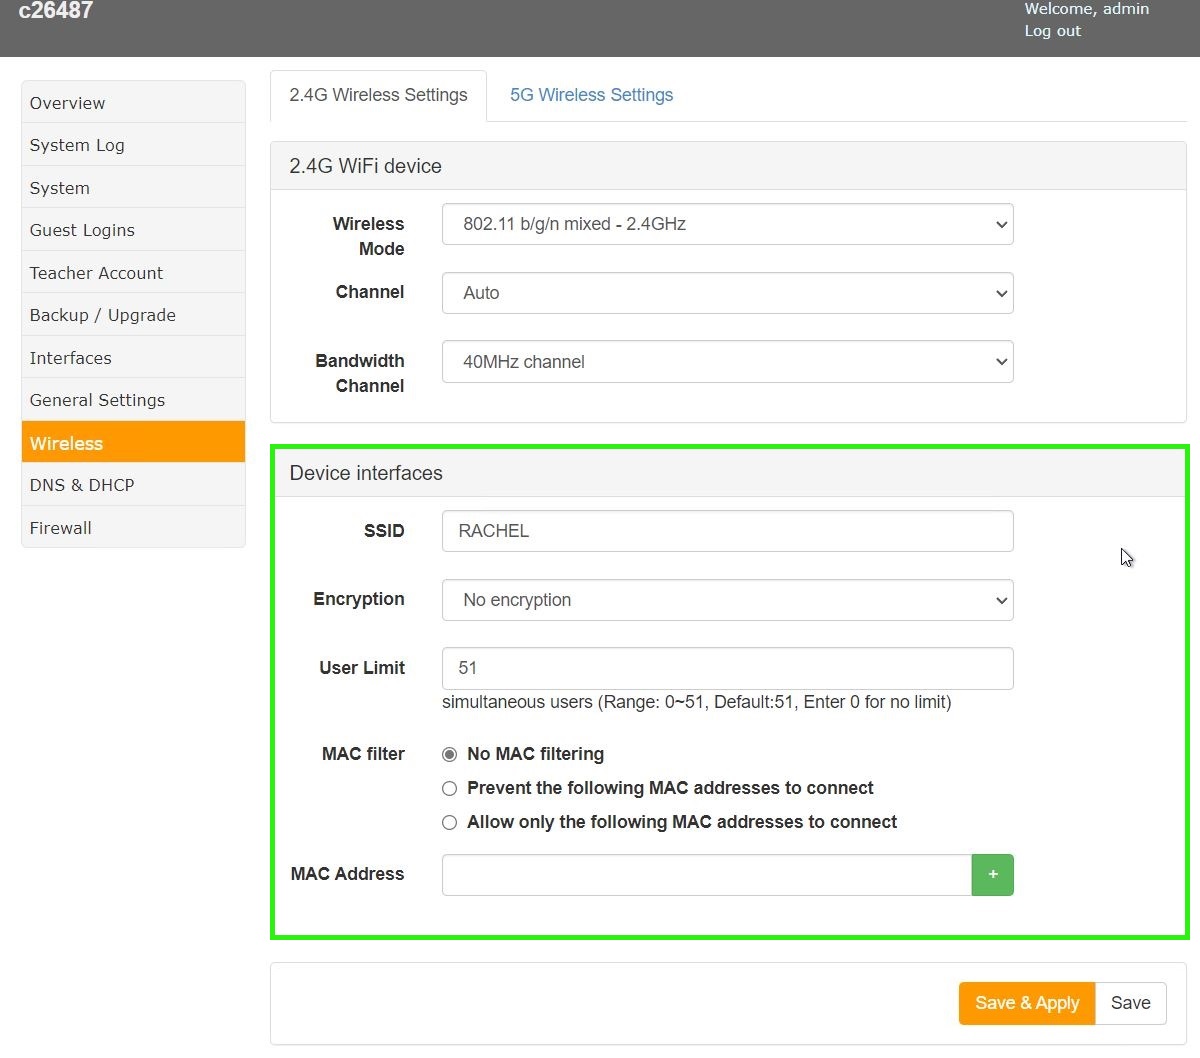 c26487
Welcome, admin
Log out
Overview
System Log
System
Guest Logins
Teacher Account
Backup / Upgrade
Interfaces
General Settings
Wireless
DNS & DHCP
Firewall
2.4G Wireless Settings
5G Wireless Settings
2.4G WiFi device
Wireless
Mode
802.11 b/g/n mixed - 2.4GHz
Channel
Auto
Bandwidth
Channel
40MHz channel
Device interfaces
SSID
RACHEL
Encryption
No encryption
User Limit
51
simultaneous users (Range: 0~51, Default:51, Enter 0 for no limit)
MAC filter
No MAC filtering
Prevent the following MAC addresses to connect
Allow only the following MAC addresses to connect
MAC Address
+
Save & Apply
Save